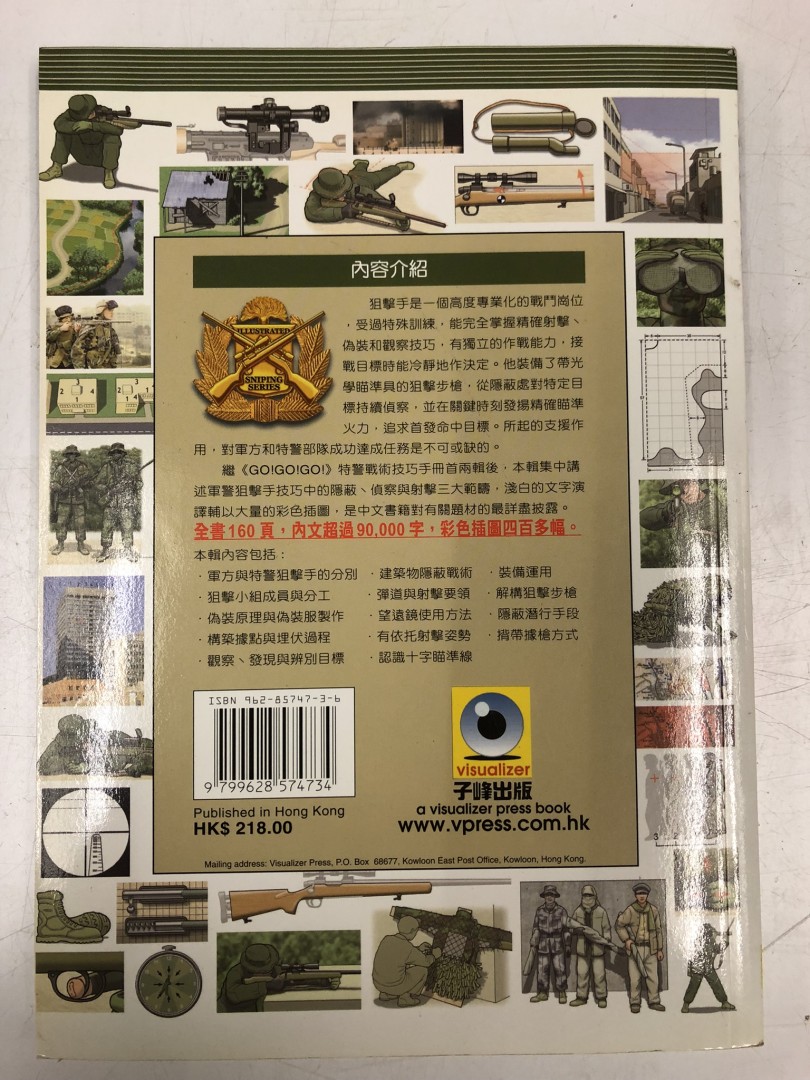 內容介紹
ILLUSTRATED
SNIPING
SERIES
狙擊手是一個高度專業化的戰鬥崗位
，受過特殊訓練，能完全掌握精確射擊、
偽裝和觀察技巧，有獨立的作戰能力，接
戰目標時能冷靜地作決定。他裝備了帶光
學瞄準具的狙擊步槍，從隱蔽處對特定目
標持續偵察，並在關鍵時刻發揚精確瞄準
火力，追求首發命中目標。所起的支援作
用，對軍方和特警部隊成功達成任務是不可或缺的。
繼《GO!GO!GO!》特警戰術技巧手冊首兩輯後，本輯集中講
述軍警狙擊手技巧中的隱蔽、偵察與射擊三大範疇，淺白的文字演
譯輔以大量的彩色插圖，是中文書籍對有關題材的最詳盡披露。
全書160頁，內文超過90,000字，彩色插圖四百多幅。
本輯內容包括：
·軍方與特警狙擊手的分別 ·建築物隱蔽戰術 ·裝備運用
·狙擊小組成員與分工 ·彈道與射擊要領 ·解構狙擊步槍
·偽裝原理與偽裝服製作 ·望遠鏡使用方法 ·隱蔽潛行手段
·構築據點與埋伏過程 ·有依托射擊姿勢 ·揹帶據槍方式
·觀察、發現與辨別目標 ·認識十字瞄準線
ISBN 962-85747-3-6
9 799628 574734
Published in Hong Kong
HK$ 218.00
visualizer
子峰出版
a visualizer press book
www.vpress.com.hk
Mailing address: Visualizer Press, P.O. Box 68677, Kowloon East Post Office, Kowloon, Hong Kong.